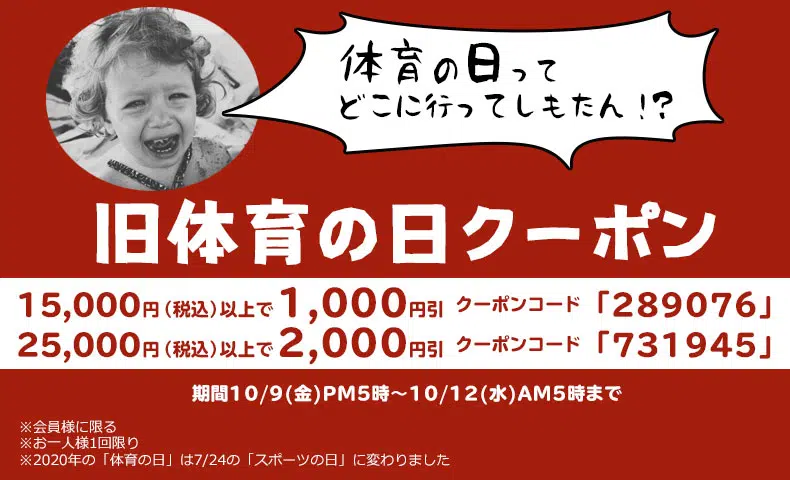 体育の日って
どこに行ってしもたん!?
旧体育の日クーポン
15,000円(税込)以上で1,000円引 クーポンコード「289076」
25,000円(税込)以上で2,000円引 クーポンコード「731945」
期間10/9(金)PM5時～10/12(水)AM5時まで
※会員様に限る
※お一人様1回限り
※2020年の「体育の日」は7/24の「スポーツの日」に変わりました